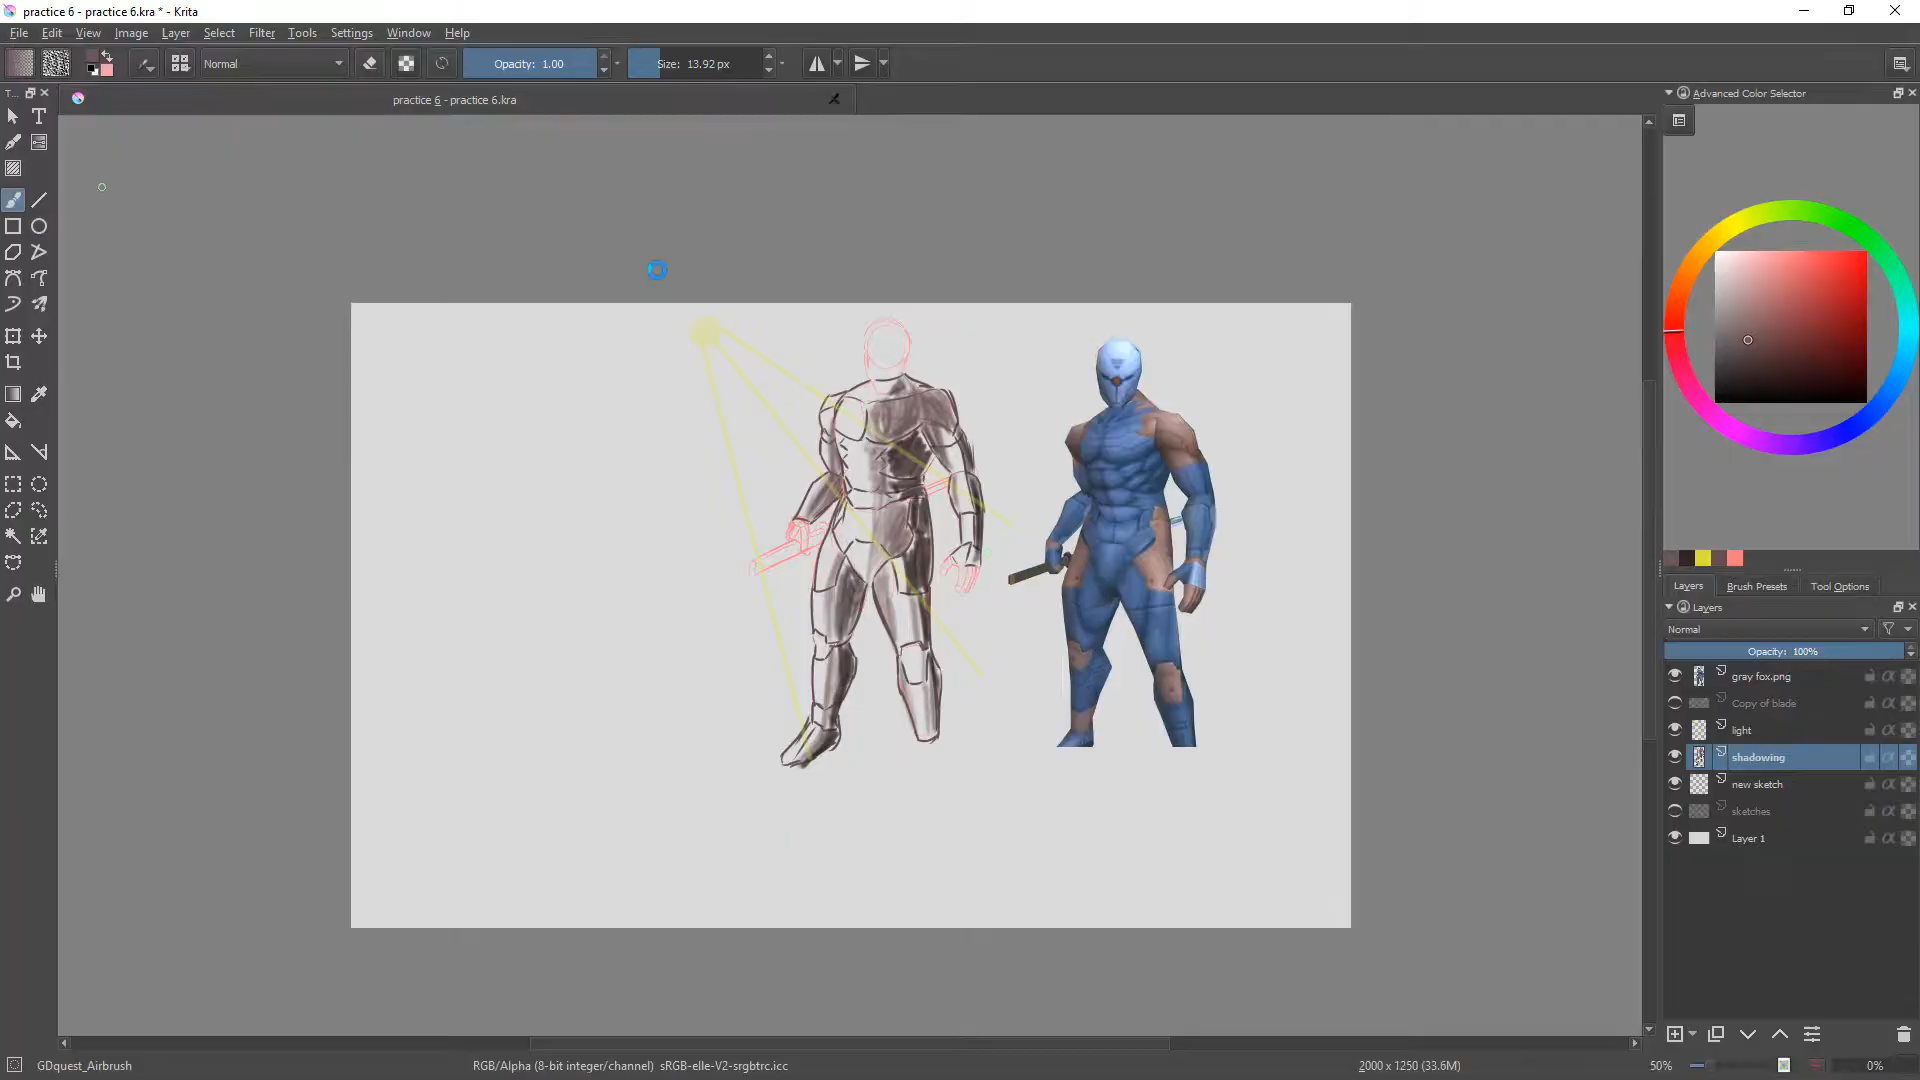 practice 6 - practice 6.kra * - Krita
File Edit View Image Layer Select Filter Tools Settings Window Help
Normal Opacity: 1.00 Size: 13.92 px
T... Advanced Color Selector
practice 6 - practice 6.kra
Layers Brush Presets Tool Options
Layers
Normal
Opacity: 100%
gray fox.png
Copy of blade
light
shadowing
new sketch
sketches
Layer 1
GDquest_Airbrush RGB/Alpha (8-bit integer/channel) sRGB-elle-V2-srgbtrc.icc 2000 x 1250 (33.6M) 50% 0%